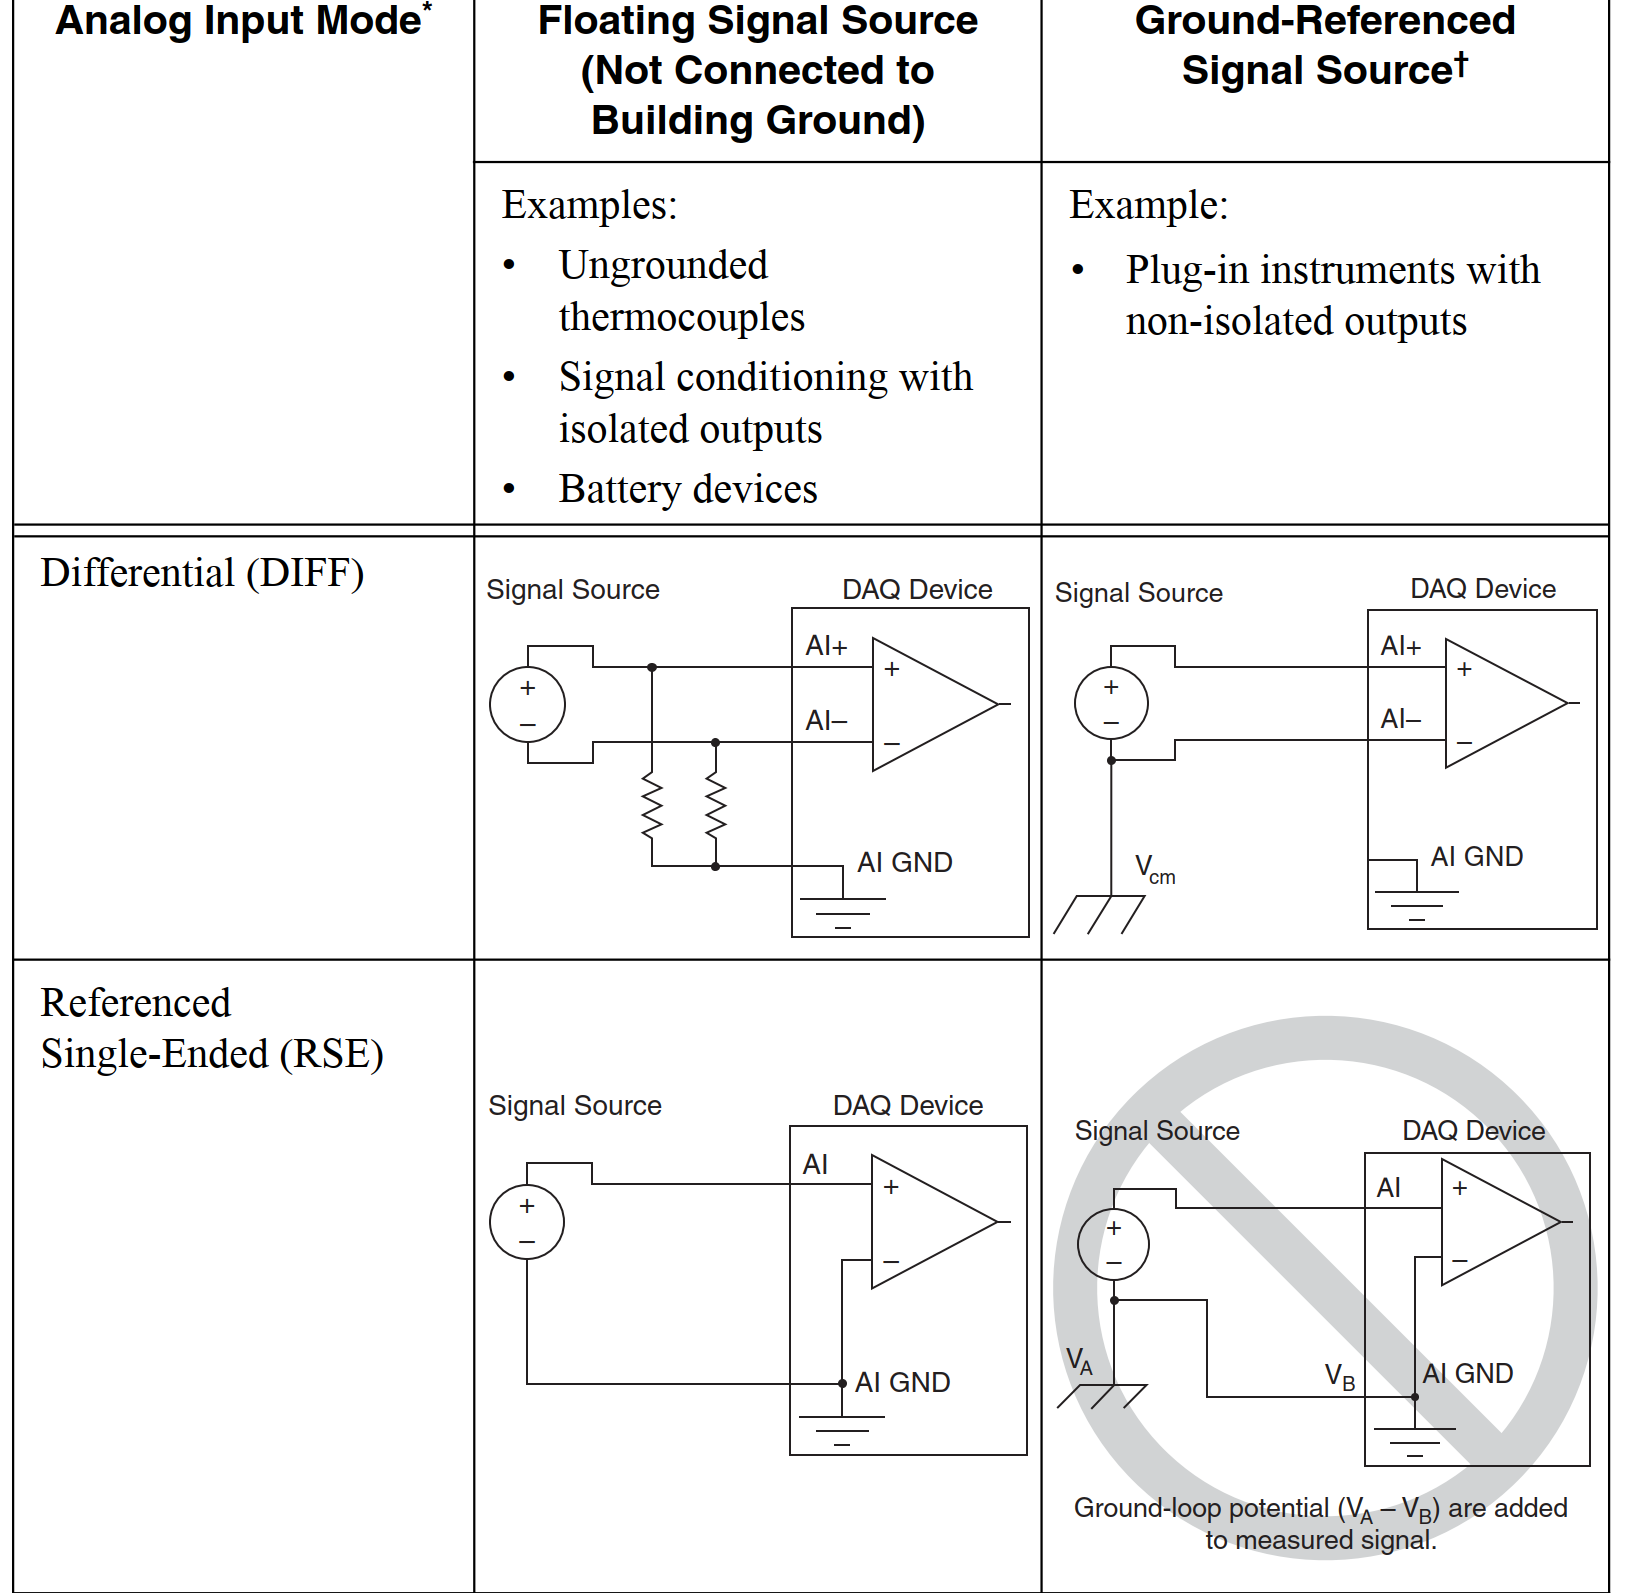 Analog Input Mode*
Floating Signal Source
(Not Connected to
Building Ground)
Ground-Referenced
Signal Source†
Examples:
• Ungrounded
thermocouples
• Signal conditioning with
isolated outputs
• Battery devices
Example:
• Plug-in instruments with
non-isolated outputs
Differential (DIFF)
Signal Source
DAQ Device
AI+
+
+
–
AI–
–
AI GND
Signal Source
DAQ Device
AI+
+
+
–
AI–
–
AI GND
Vcm
Referenced
Single-Ended (RSE)
Signal Source
DAQ Device
AI
+
+
–
–
AI GND
Signal Source
DAQ Device
AI
+
+
–
–
VA
VB
AI GND
Ground-loop potential (VA – VB) are added
to measured signal.